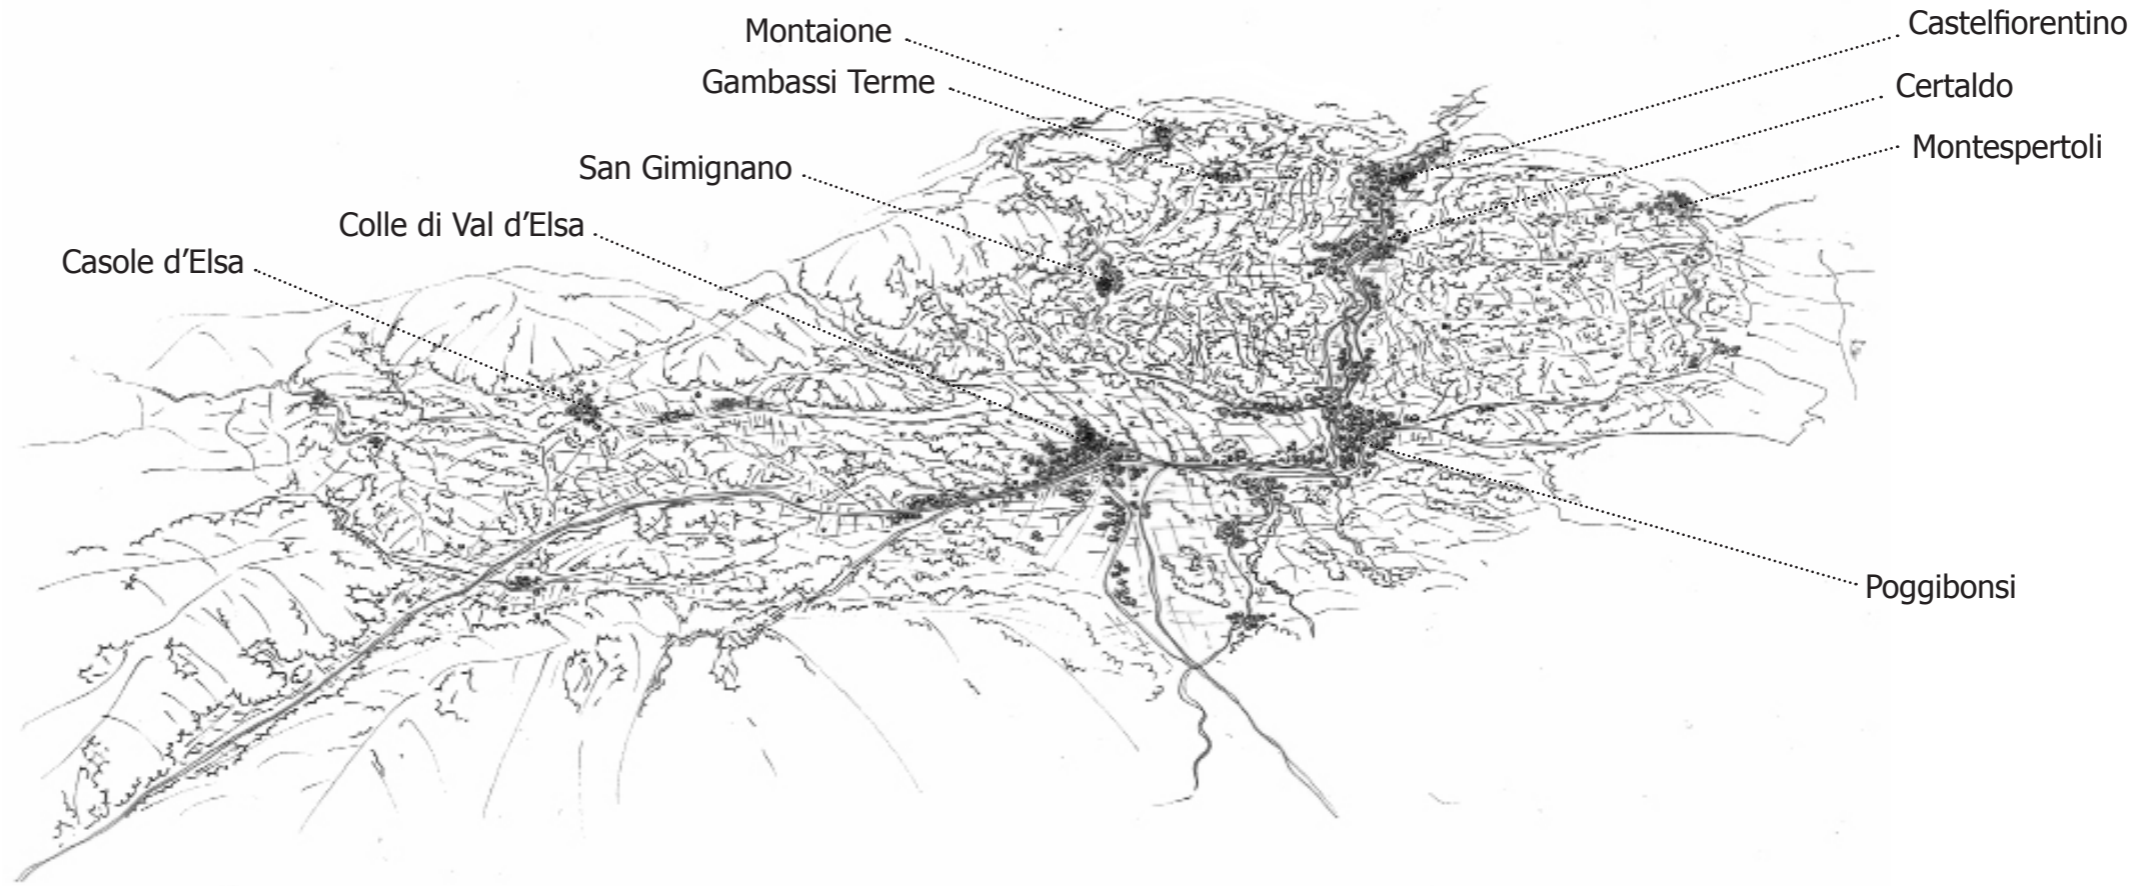 Montaione
Castelfiorentino
Gambassi Terme
Certaldo
San Gimignano
Montespertoli
Colle di Val d’Elsa
Casole d’Elsa
Poggibonsi